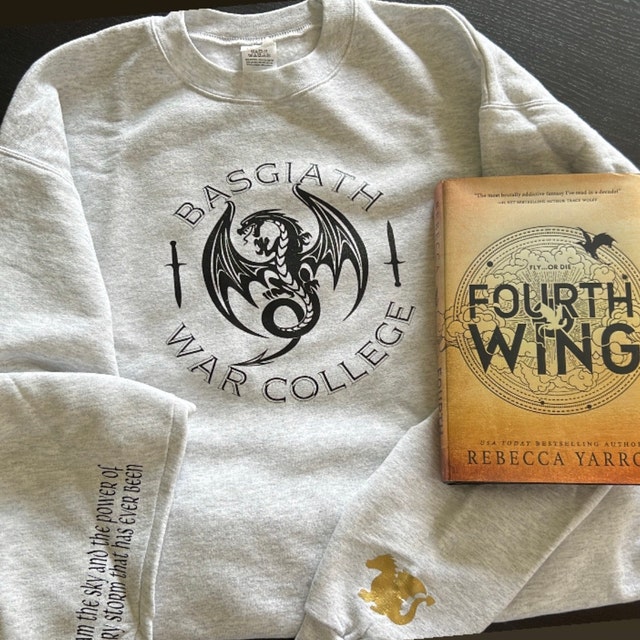 BASGIATH
WAR COLLEGE
"The most brutally addictive fantasy I've read in a decade!"
FLY...OR DIE
FOURTH
WING
USA TODAY BESTSELLING AUTHO
REBECCA YARRO
the sky and the power of
storm that has ever been